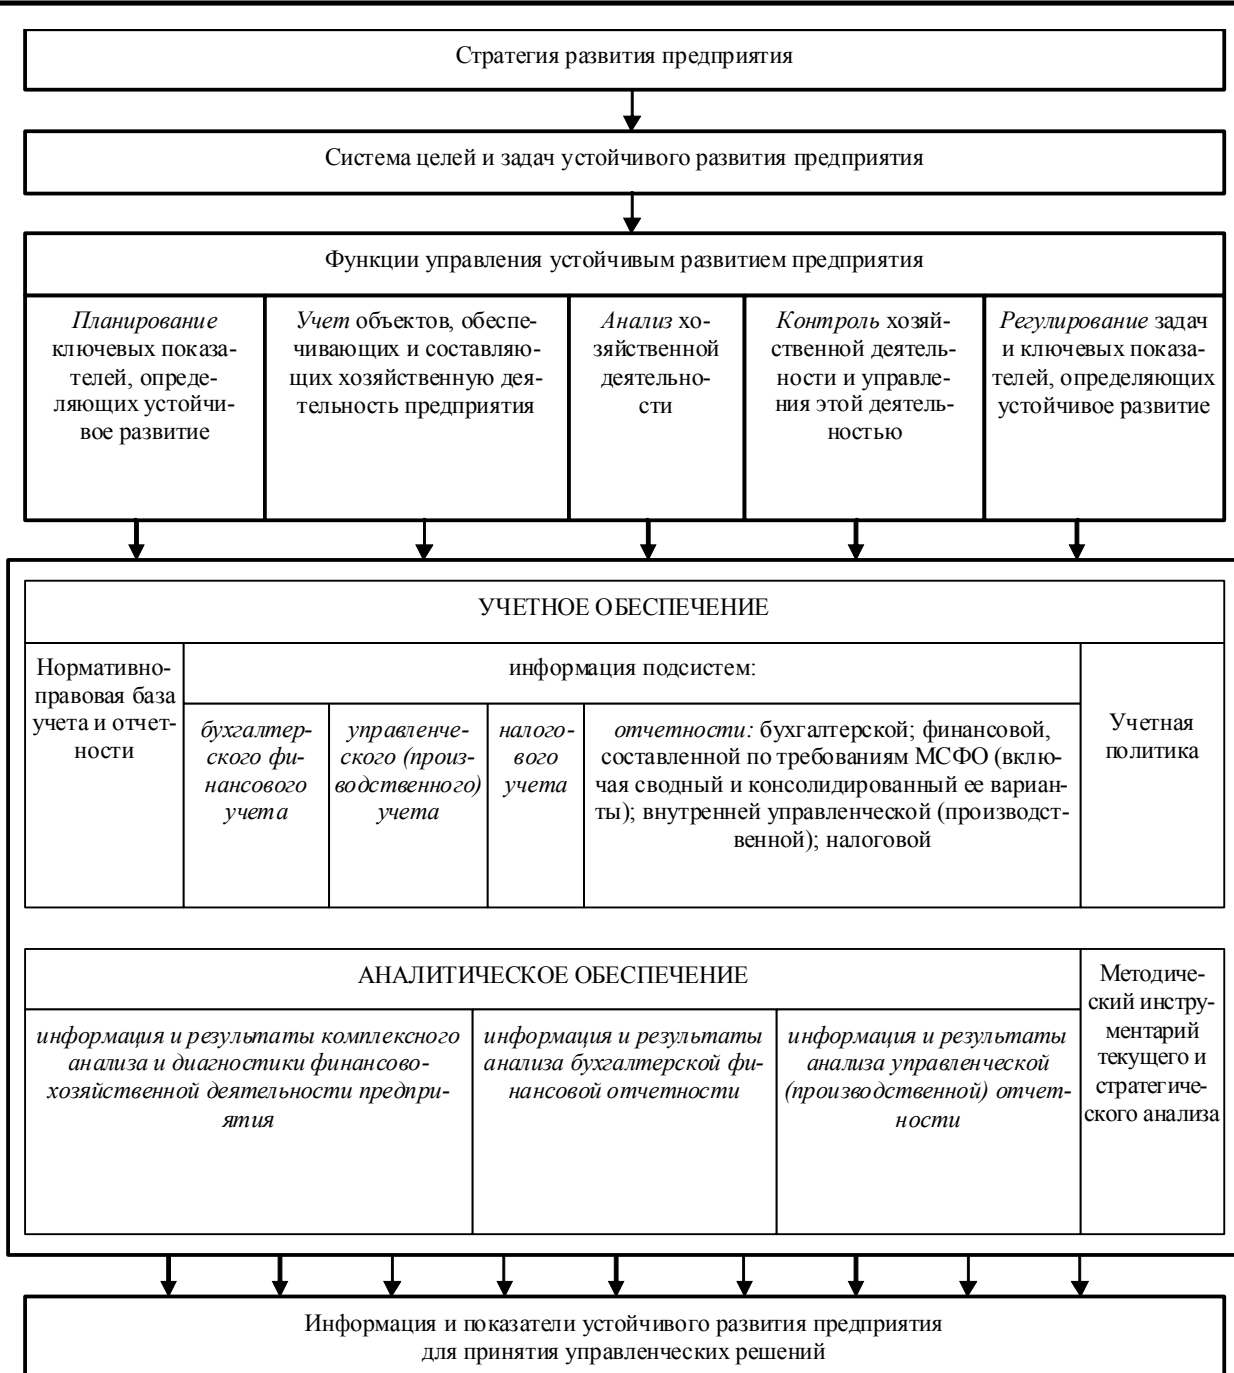 Стратегия развития предприятия
Система целей и задач устойчивого развития предприятия
Функции управления устойчивым развитием предприятия
Планирование
ключевых показа-
телей, опреде-
ляющих устойчи-
вое развитие
Учет объектов, обеспе-
чивающих и составляю-
щих хозяйственную дея-
тельность предприятия
Анализ хо-
зяйственной
деятельно-
сти
Контроль хозяй-
ственной деятель-
ности и управле-
ния этой деятель-
ностью
Регулирование задач
и ключевых показа-
телей, определяющих
устойчивое развитие
УЧЕТНОЕ ОБЕСПЕЧЕНИЕ
Нормативно-
правовая база
учета и отчет-
ности
информация подсистем:
бухгалтер-
ского фи-
нансового
учета
управленче-
ского (произ-
водственного)
учета
налого-
вого
учета
отчетности: бухгалтерской; финансовой,
составленной по требованиям МСФО (вклю-
чая сводный и консолидированный ее вариан-
ты); внутренней управленческой (производст-
венной); налоговой
Учетная
политика
АНАЛИТИЧЕСКОЕ ОБЕСПЕЧЕНИЕ
информация и результаты комплексного
анализа и диагностики финансово-
хозяйственной деятельности предпри-
ятия
информация и результаты
анализа бухгалтерской фи-
нансовой отчетности
информация и результаты
анализа управленческой
(производственной) отчет-
ности
Методиче-
ский инстру-
ментарий
текущего и
стратегиче-
ского анализа
Информация и показатели устойчивого развития предприятия
для принятия управленческих решений